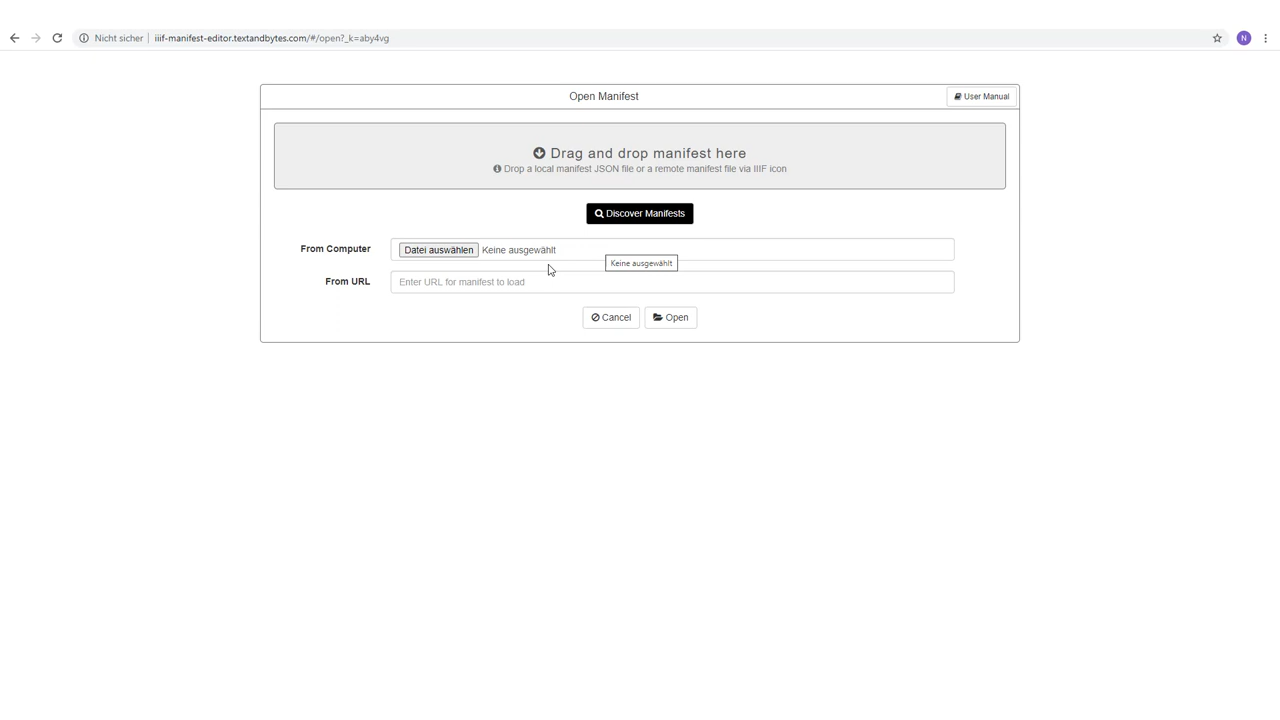 Nicht sicher iiif-manifest-editor.textandbytes.com/#/open?_k=aby4vg N
Open Manifest User Manual
Drag and drop manifest here
Drop a local manifest JSON file or a remote manifest file via IIIF icon
Discover Manifests
From Computer Datei auswählen Keine ausgewählt
Keine ausgewählt
From URL Enter URL for manifest to load
Cancel Open